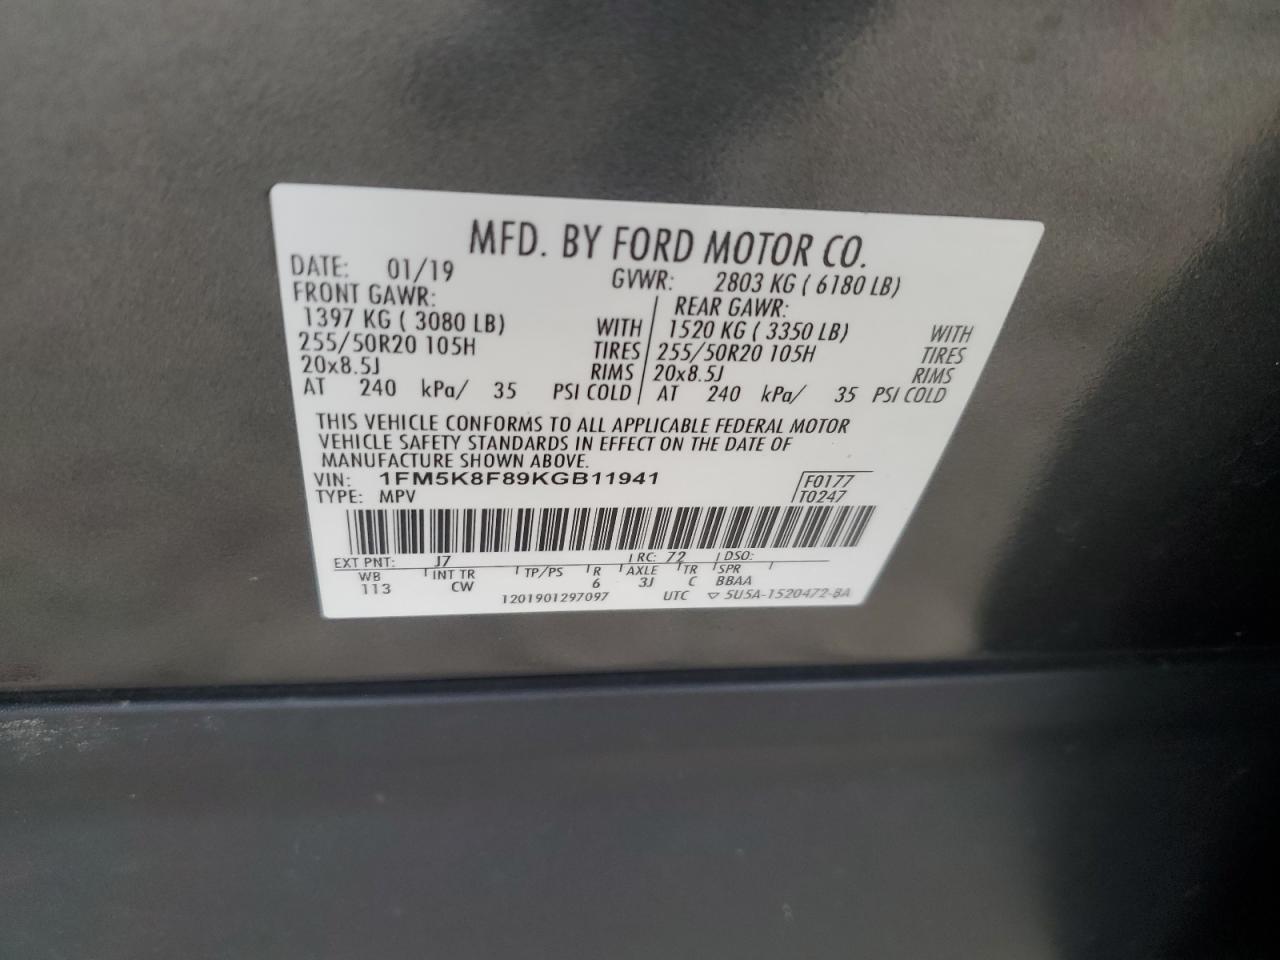 MFD. BY FORD MOTOR CO.
DATE: 01/19 GVWR: 2803 KG ( 6180 LB)
FRONT GAWR: REAR GAWR:
1397 KG ( 3080 LB) WITH 1520 KG ( 3350 LB) WITH
255/50R20 105H TIRES 255/50R20 105H TIRES
20x8.5J RIMS 20x8.5J RIMS
AT 240 kPa/ 35 PSI COLD AT 240 kPa/ 35 PSI COLD
THIS VEHICLE CONFORMS TO ALL APPLICABLE FEDERAL MOTOR
VEHICLE SAFETY STANDARDS IN EFFECT ON THE DATE OF
MANUFACTURE SHOWN ABOVE.
VIN: 1FM5K8F89KGB11941 F0177
TYPE: MPV T0247
EXT PNT: J7 RC: 72 DSO:
WB INT TR TP/PS R AXLE TR SPR
113 CW 6 3J C BBAA
1201901297097 UTC ▽ 5U5A-1520472-BA